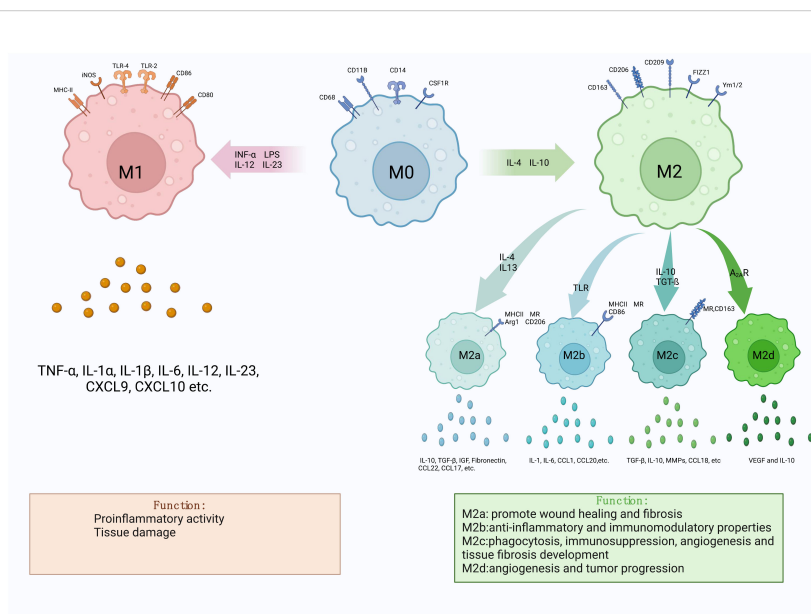 MHC-II
iNOS
TLR-4
TLR-2
CD86
CD80
M1
INF-α LPS
IL-12 IL-23
CD68
CD11B
CD14
CSF1R
M0
IL-4 IL-10
CD163
CD206
CD209
FIZZ1
Ym1/2
M2
IL-4
IL13
TLR
IL-10
TGT-ß
A2AR
MHCII MR
Arg1 CD206
MHCII MR
CD86
MR,CD163
M2a
M2b
M2c
M2d
TNF-α, IL-1α, IL-1β, IL-6, IL-12, IL-23,
CXCL9, CXCL10 etc.
IL-10, TGF-β, IGF, Fibronectin,
CCL22, CCL17, etc.
IL-1, IL-6, CCL1, CCL20,etc.
TGF-β, IL-10, MMPs, CCL18, etc
VEGF and IL-10
Function:
Proinflammatory activity
Tissue damage
Function:
M2a: promote wound healing and fibrosis
M2b:anti-inflammatory and immunomodulatory properties
M2c:phagocytosis, immunosuppression, angiogenesis and
tissue fibrosis development
M2d:angiogenesis and tumor progression